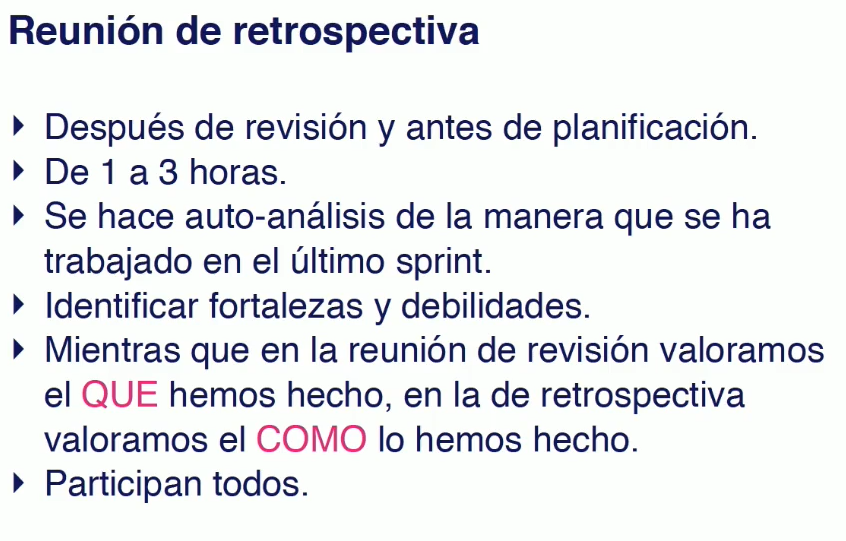 Reunión de retrospectiva
Después de revisión y antes de planificación.
De 1 a 3 horas.
Se hace auto-análisis de la manera que se ha
trabajado en el último sprint.
Identificar fortalezas y debilidades.
Mientras que en la reunión de revisión valoramos
el QUE hemos hecho, en la de retrospectiva
valoramos el COMO lo hemos hecho.
Participan todos.